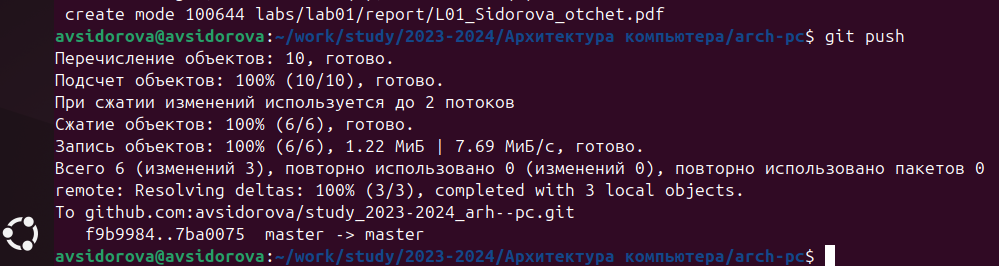 create mode 100644 labs/lab01/report/L01_Sidorova_otchet.pdf
avsidorova@avsidorova:~/work/study/2023-2024/Архитектура компьютера/arch-pc$ git push
Перечисление объектов: 10, готово.
Подсчет объектов: 100% (10/10), готово.
При сжатии изменений используется до 2 потоков
Сжатие объектов: 100% (6/6), готово.
Запись объектов: 100% (6/6), 1.22 МиБ | 7.69 МиБ/с, готово.
Всего 6 (изменений 3), повторно использовано 0 (изменений 0), повторно использовано пакетов 0
remote: Resolving deltas: 100% (3/3), completed with 3 local objects.
To github.com:avsidorova/study_2023-2024_arh--pc.git
f9b9984..7ba0075  master -> master
avsidorova@avsidorova:~/work/study/2023-2024/Архитектура компьютера/arch-pc$